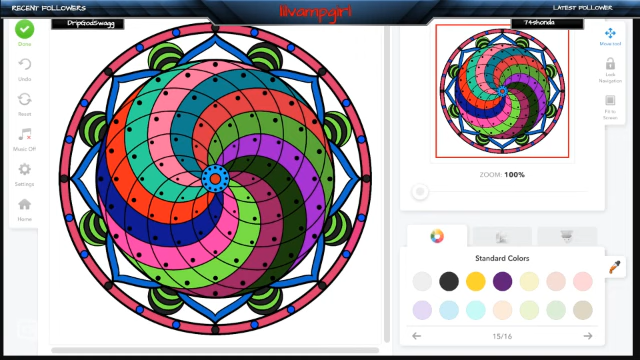 RECENT FOLLOWERS
lilvampgirl
LATEST FOLLOWER
DripGodSwagg
74shonda
Done
Undo
Reset
Music Off
Settings
Home
Move tool
Lock
Navigation
Fit to
Screen
ZOOM: 100%
Standard Colors
15/16